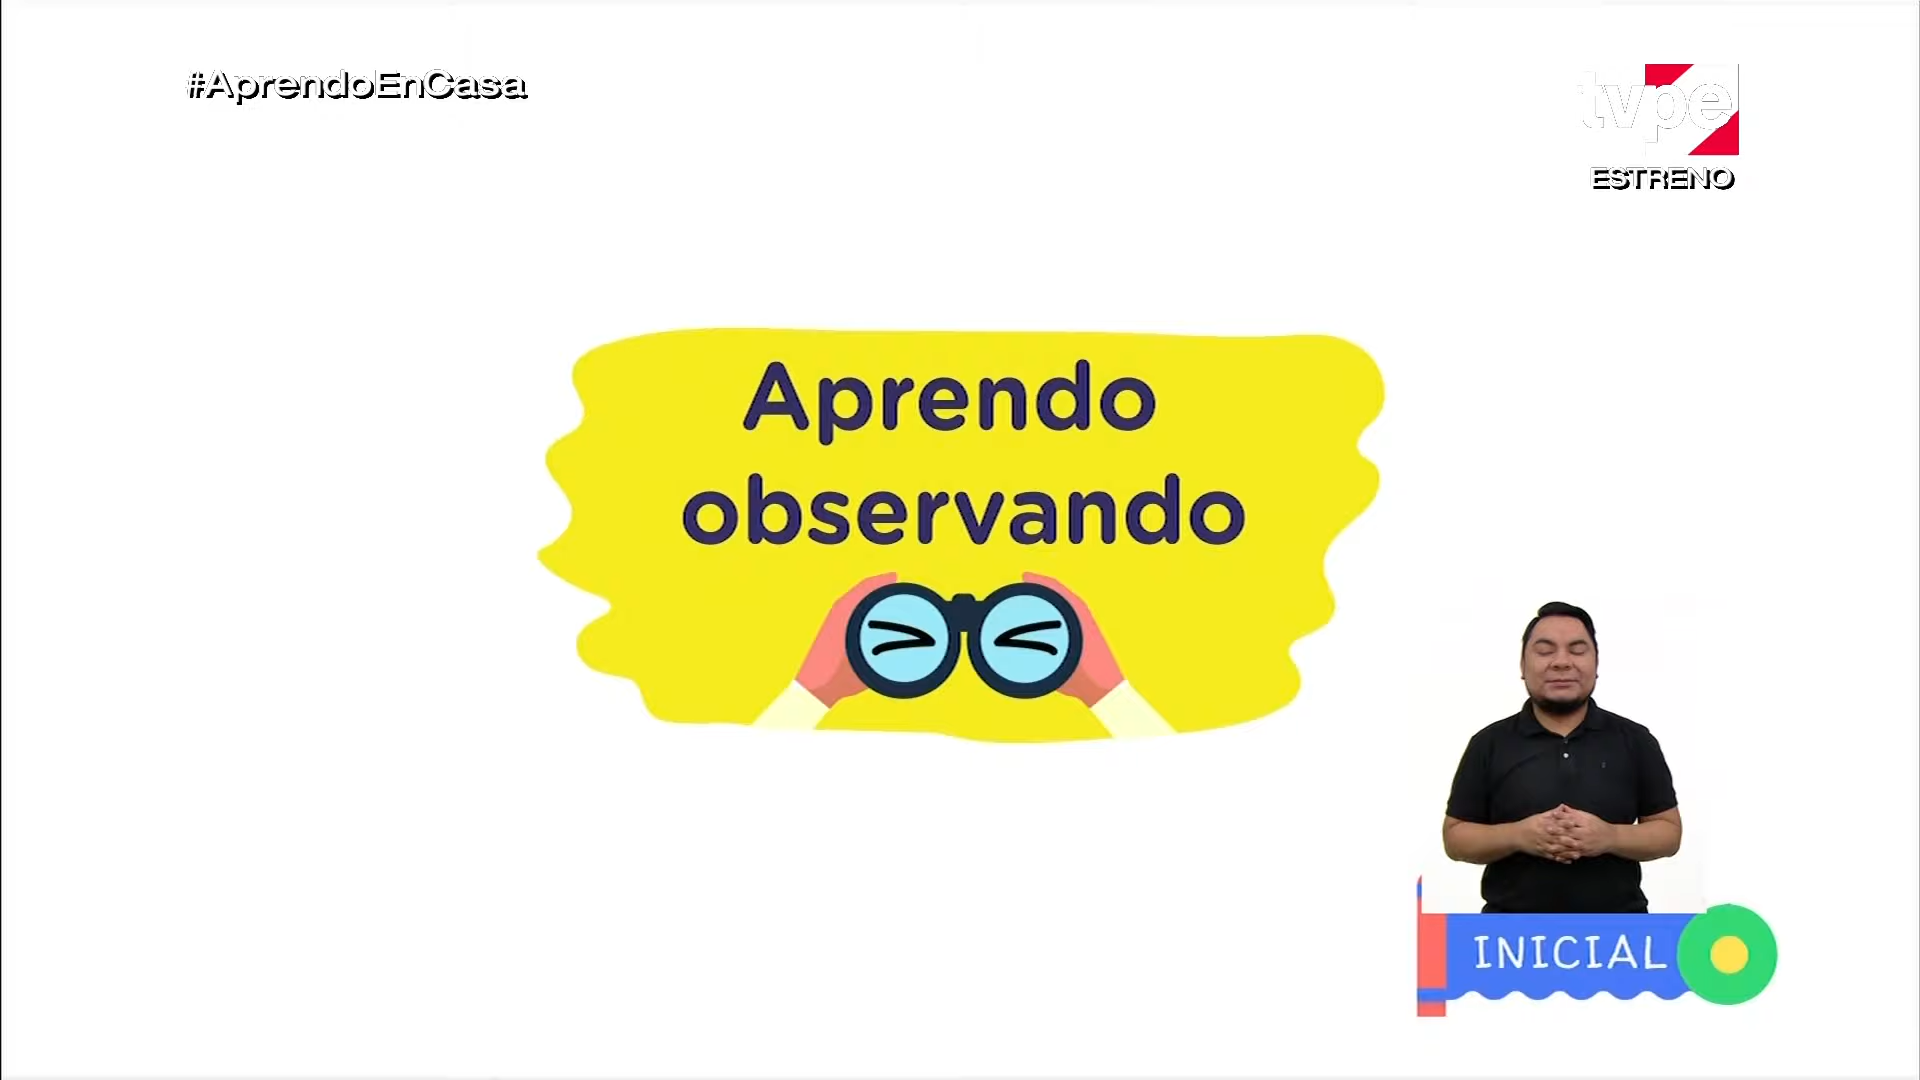 #AprendoEnCasa
tvpe
ESTRENO
Aprendo
observando
INICIAL